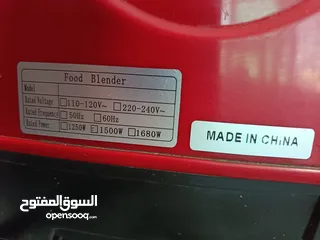 Food Blender
Model
Rated Voltage □110-120V~ □220-240V~
Rated Frequency □50Hz □60Hz
Rated Power □1250W □1500W □1680W
MADE IN CHINA
السوق المفتوح
opensooq.com